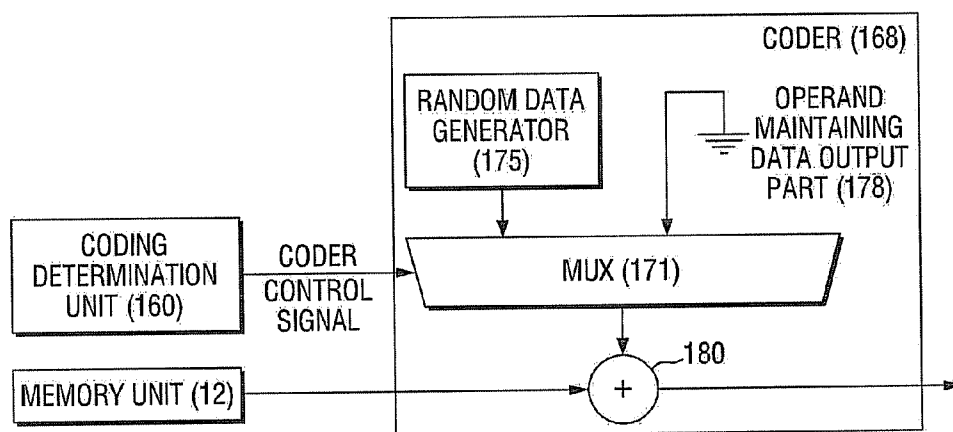 CODER (168)
RANDOM DATA
GENERATOR
(175)
OPERAND
MAINTAINING
DATA OUTPUT
PART (178)
CODING
DETERMINATION
UNIT (160)
CODER
CONTROL
SIGNAL
MUX (171)
180
+
MEMORY UNIT (12)